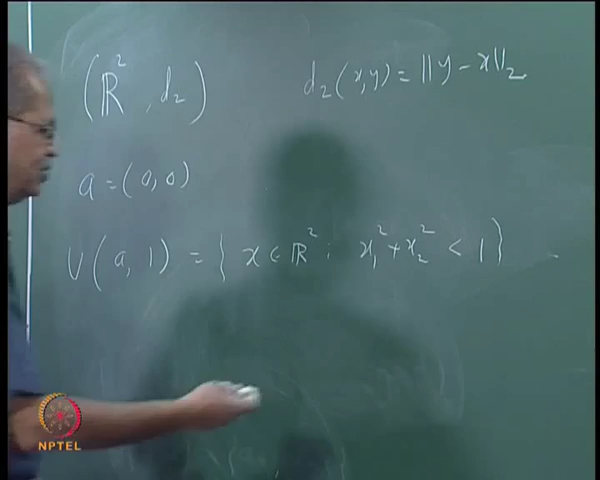 (ℝ², d₂) d₂(x,y) = ||y - x||₂
a = (0,0)
U(a, 1) = { x ∈ ℝ² : x₁² + x₂² < 1 }
NPTEL